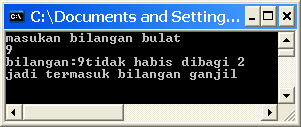 C:\Documents and Setting...
masukan bilangan bulat
9
bilangan:9tidak habis dibagi 2
jadi termasuk bilangan ganjil